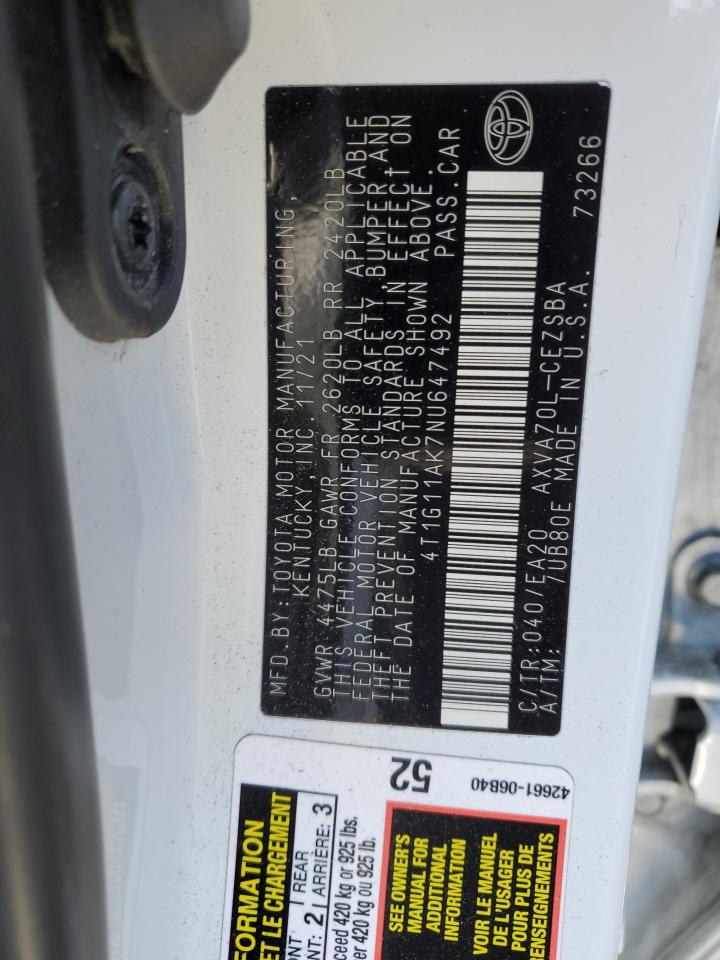 MFD.BY:TOYOTA MOTOR MANUFACTURING,
KENTUCKY,INC. 11/21
GVWR 4475LB GAWR FR 2620LB RR 2420LB
THIS VEHICLE CONFORMS TO ALL APPLICABLE
FEDERAL MOTOR VEHICLE SAFETY,BUMPER,AND
THEFT PREVENTION STANDARDS IN EFFECT ON
THE DATE OF MANUFACTURE SHOWN ABOVE.
4T1G11AK7NU647492 PASS.CAR
C/TR:040/EA20 AXVA70L-CEZSBA
A/TM: /UB80E MADE IN U.S.A. 73266
52
42661-06B40
FORMATION
ET LE CHARGEMENT
REAR
NT: 2 ARRIÈRE: 3
xceed 420 kg or 925 lbs.
er 420 kg ou 925 lb.
SEE OWNER'S
MANUAL FOR
ADDITIONAL
INFORMATION
VOIR LE MANUEL
DE L'USAGER
POUR PLUS DE
RENSEIGNEMENTS